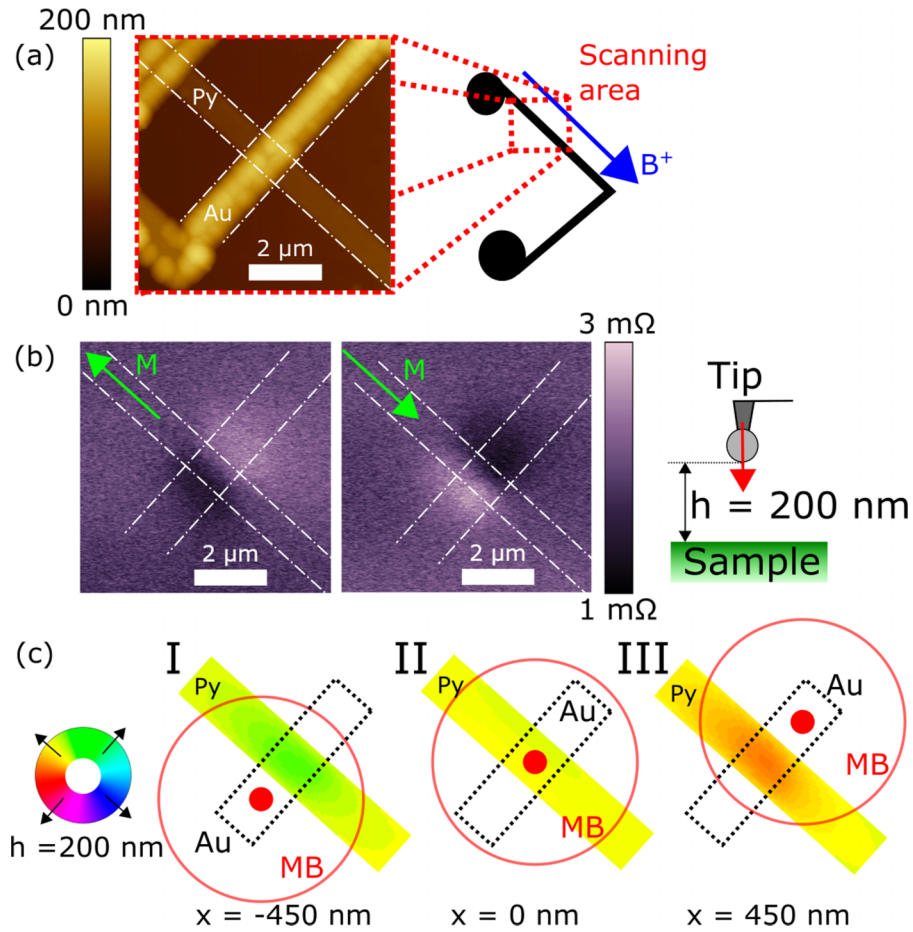 200 nm
(a)
Py
Au
2 µm
0 nm
Scanning
area
B⁺
(b)
M
2 µm
M
2 µm
3 mΩ
1 mΩ
Tip
h = 200 nm
Sample
(c)
I
Py
Au
MB
x = -450 nm
II
Py
Au
MB
x = 0 nm
III
Py
Au
MB
x = 450 nm
h =200 nm